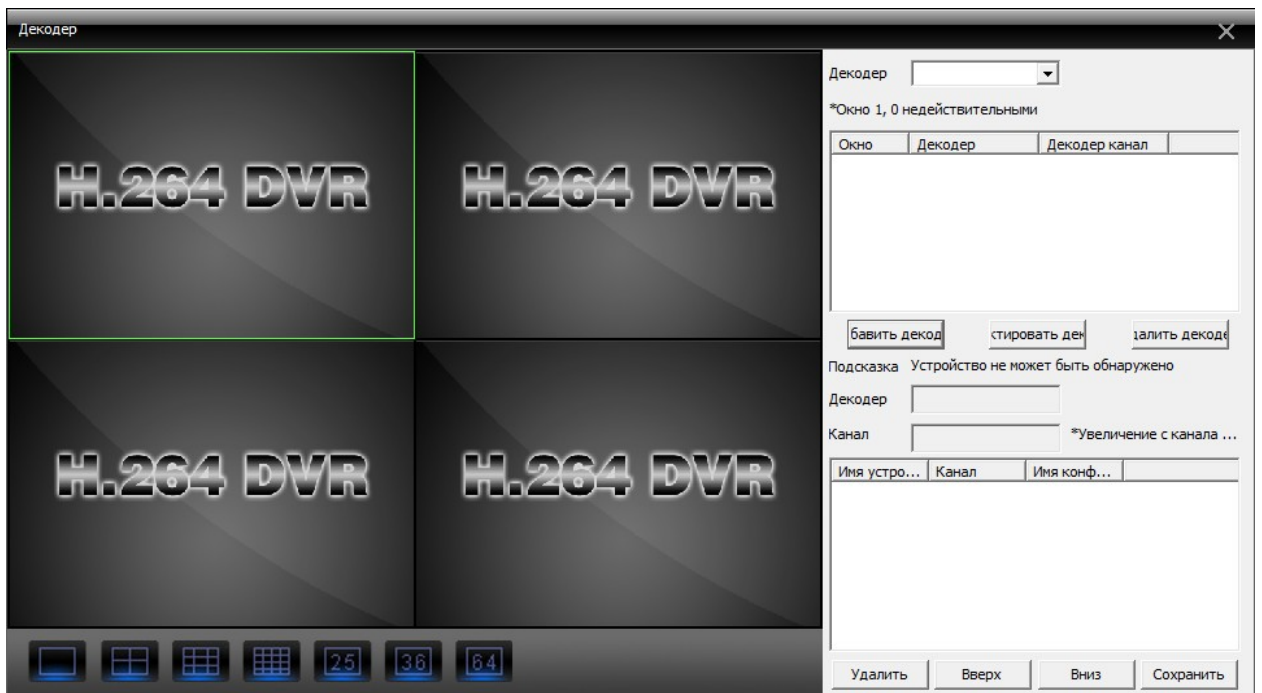 Декодер
H.264 DVR
H.264 DVR
H.264 DVR
H.264 DVR
25 36 64
Декодер
*Окно 1, 0 недействительными
Окно Декодер Декодер канал
бавить декод ктировать дек далить декоде
Подсказка Устройство не может быть обнаружено
Декодер
Канал *Увеличение с канала ...
Имя устро... Канал Имя конф...
Удалить Вверх Вниз Сохранить